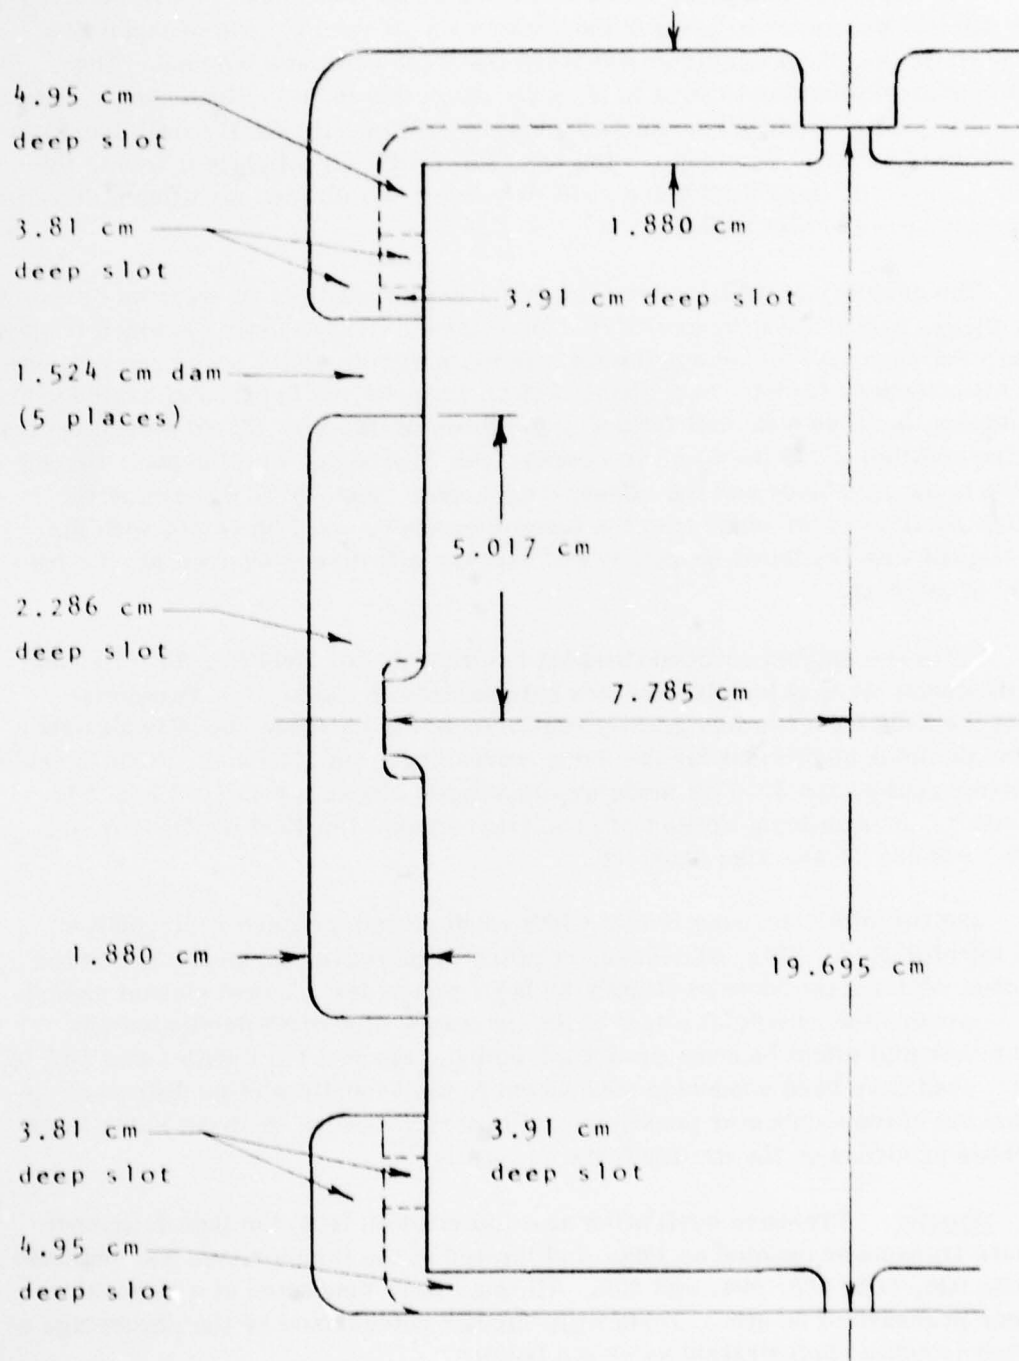 4.95 cm
deep slot
1.880 cm
3.81 cm
deep slot
3.91 cm deep slot
1.524 cm dam
(5 places)
5.017 cm
2.286 cm
deep slot
7.785 cm
1.880 cm
19.695 cm
3.81 cm
deep slot
3.91 cm
deep slot
4.95 cm
deep slot